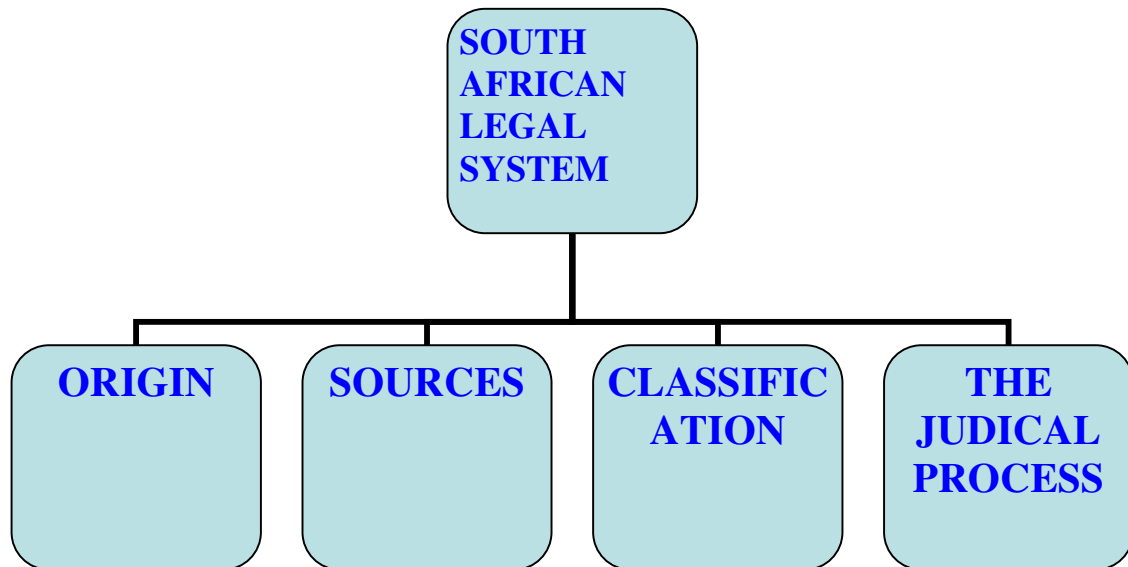 SOUTH
AFRICAN
LEGAL
SYSTEM
ORIGIN
SOURCES
CLASSIFIC
ATION
THE
JUDICAL
PROCESS